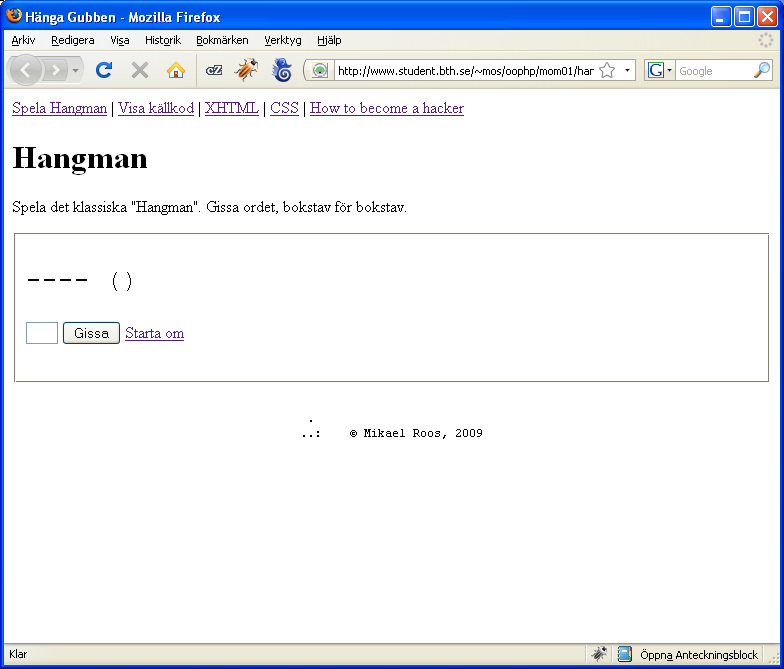 Hänga Gubben - Mozilla Firefox
Arkiv Redigera Visa Historik Bokmärken Verktyg Hjälp
http://www.student.bth.se/~mos/oophp/mom01/har G Google
Spela Hangman | Visa källkod | XHTML | CSS | How to become a hacker
Hangman
Spela det klassiska "Hangman". Gissa ordet, bokstav för bokstav.
---- ()
Gissa Starta om
.
..: © Mikael Roos, 2009
Klar Öppna Anteckningsblock